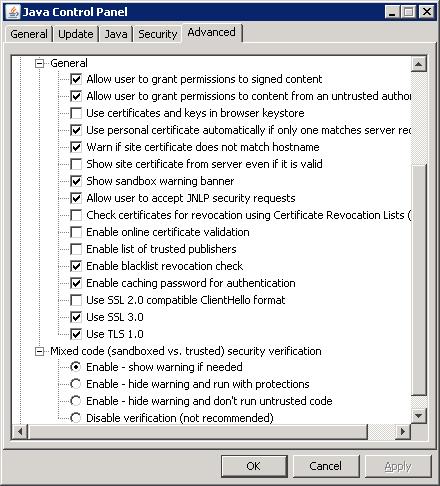 Java Control Panel
General Update Java Security Advanced
General
Allow user to grant permissions to signed content
Allow user to grant permissions to content from an untrusted
Use certificates and keys in browser keystore
Use personal certificate automatically if only one matches server
Warn if site certificate does not match hostname
Show site certificate from server even if it is valid
Show sandbox warning banner
Allow user to accept JNLP security requests
Check certificates for revocation using Certificate Revocation Lists (
Enable online certificate validation
Enable list of trusted publishers
Enable blacklist revocation check
Enable caching password for authentication
Use SSL 2.0 compatible ClientHello format
Use SSL 3.0
Use TLS 1.0
Mixed code (sandboxed vs. trusted) security verification
Enable - show warning if needed
Enable - hide warning and run with protections
Enable - hide warning and don't run untrusted code
Disable verification (not recommended)
OK Cancel Apply